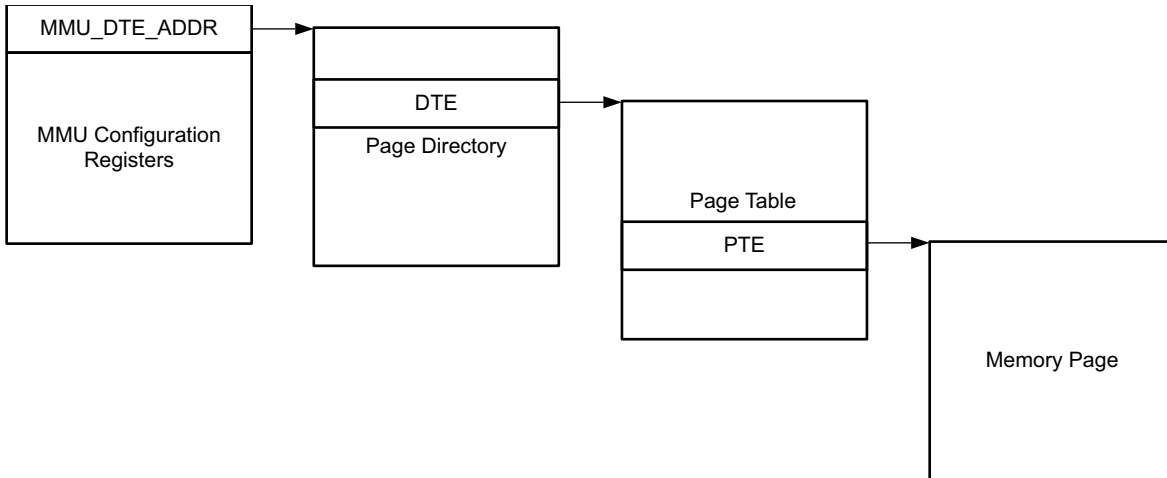 MMU_DTE_ADDR
MMU Configuration
Registers
DTE
Page Directory
Page Table
PTE
Memory Page